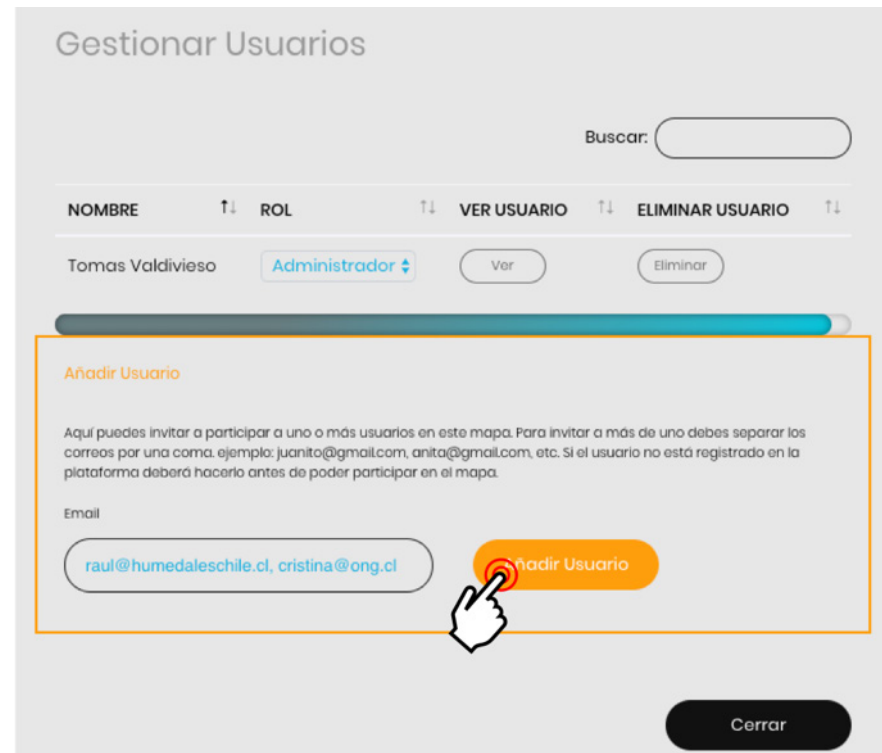 Gestionar Usuarios
Buscar:
NOMBRE ↑↓ ROL ↑↓ VER USUARIO ↑↓ ELIMINAR USUARIO ↑↓
Tomas Valdivieso Administrador Ver Eliminar
Añadir Usuario
Aquí puedes invitar a participar a uno o más usuarios en este mapa. Para invitar a más de uno debes separar los
correos por una coma. ejemplo: juanito@gmail.com, anita@gmail.com, etc. Si el usuario no está registrado en la
plataforma deberá hacerlo antes de poder participar en el mapa.
Email
raul@humedaleschile.cl, cristina@ong.cl Añadir Usuario
Cerrar